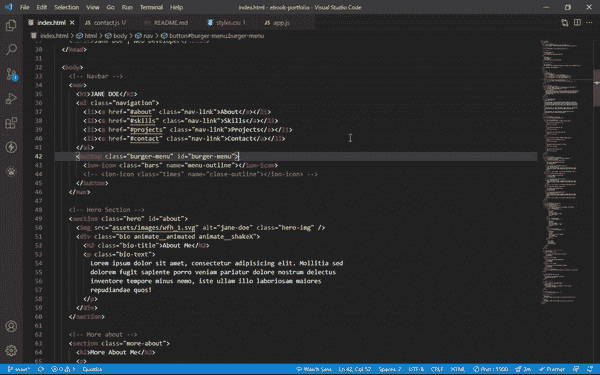 File Edit Selection View Go Run Terminal Help
index.html - etrook-portfolio - Visual Studio Code
index.html contact.js U README.md styles.css app.js
index.html > html > body > nav > button#burger-menu.burger-menu
30 </head>
31
32 <body>
33 <!-- Navbar -->
34 <nav>
35 <h1>JANE DOE</h1>
36 <ul class="navigation">
37 <li><a href="#about" class="nav-link">About</a></li>
38 <li><a href="#skills" class="nav-link">Skills</a></li>
39 <li><a href="#projects" class="nav-link">Projects</a></li>
40 <li><a href="#contact" class="nav-link">Contact</a></li>
41 </ul>
42 <button class="burger-menu" id="burger-menu">
43 <ion-icon class="bars" name="menu-outline"></ion-icon>
44 <!-- <ion-icon class="times" name="close-outline"></ion-icon> -->
45 </button>
46 </nav>
47
48 <!-- Hero Section -->
49 <section class="hero" id="about">
50 <img src="assets/images/wfh_1.svg" alt="jane-doe" class="hero-img" />
51 <div class="bio animate__animated animate__shakeX">
52 <h2 class="bio-title">About Me</h2>
53 <p class="bio-text">
54 Lorem ipsum dolor sit amet, consectetur adipisicing elit. Mollitia sed
55 dolorem fugit sapiente porro veniam pariatur dolore nostrum delectus
56 inventore tempore minus nemo, iste ullam illo laboriosam maiores
57 repudiandae quos!
58 </p>
59 </div>
60 </section>
61
62 <!-- More about -->
63 <section class="more-about">
64 <h2>More About Me</h2>
65 <p>
main* 0 1 Quokka Watch Sass Ln 42, Col 52 Spaces: 2 UTF-8 CRLF HTML Port : 5500 Prettier